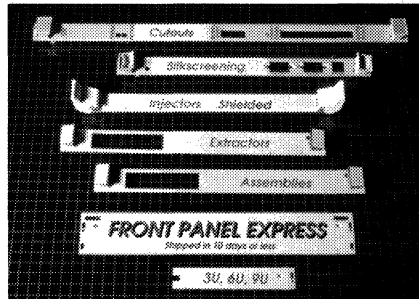 Cutouts
Silkscreening
Injectors Shielded
Extractors
Assemblies
FRONT PANEL EXPRESS
Shipped in 10 days or less
3U, 6U, 9U